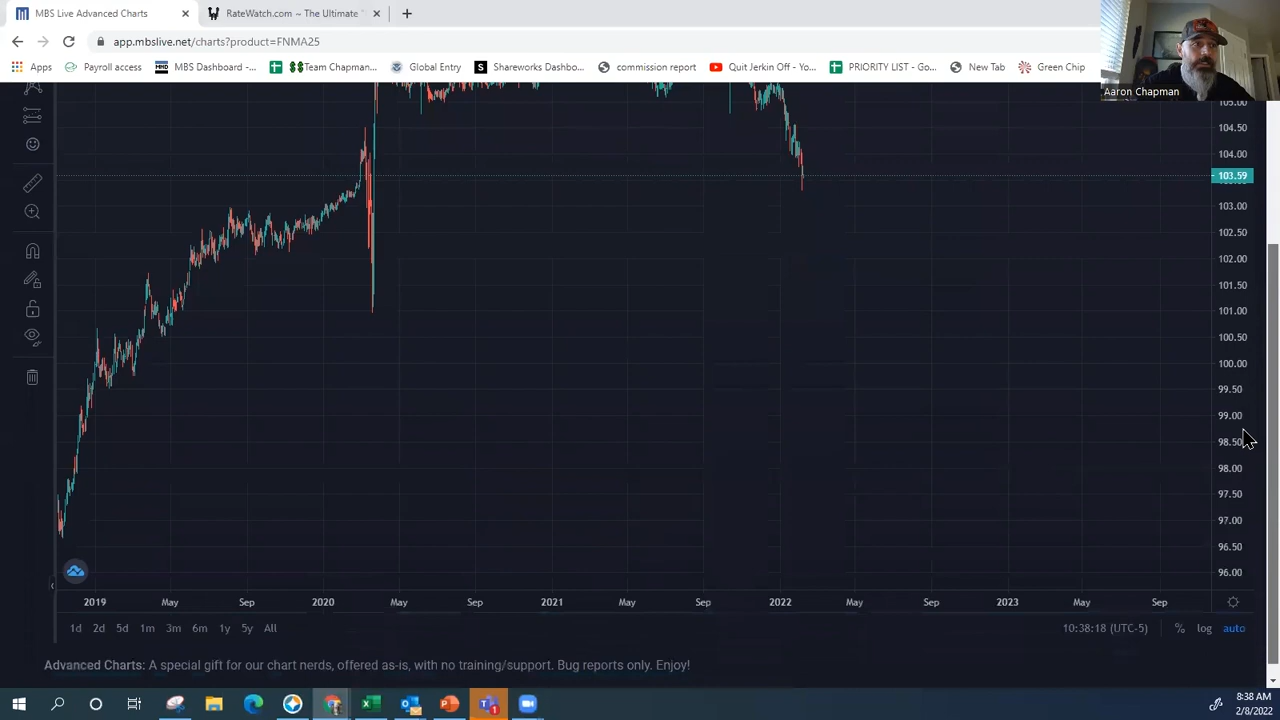 MBS Live Advanced Charts
RateWatch.com ~ The Ultimate
app.mbslive.net/charts?product=FNMA25
Apps
Payroll access
MBS Dashboard -...
$$Team Chapman...
Global Entry
Shareworks Dashbo...
commission report
Quit Jerkin Off - Yo...
PRIORITY LIST - Go...
New Tab
Green Chip
Aaron Chapman
105.00
104.50
104.00
103.59
103.00
102.50
102.00
101.50
101.00
100.50
100.00
99.50
99.00
98.50
98.00
97.50
97.00
96.50
96.00
2019 May Sep 2020 May Sep 2021 May Sep 2022 May Sep 2023 May Sep
1d 2d 5d 1m 3m 6m 1y 5y All
10:38:18 (UTC-5) % log auto
Advanced Charts: A special gift for our chart nerds, offered as-is, with no training/support. Bug reports only. Enjoy!
8:38 AM
2/8/2022